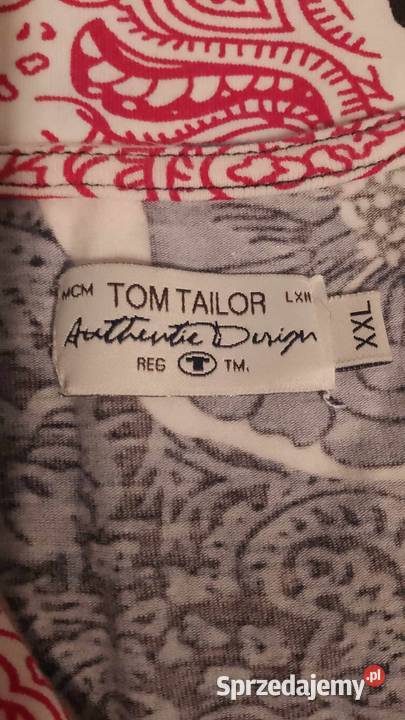 MCM TOM TAILOR LXII
Authentic Design
REG T TM.
XXL
Sprzedajemy.pl